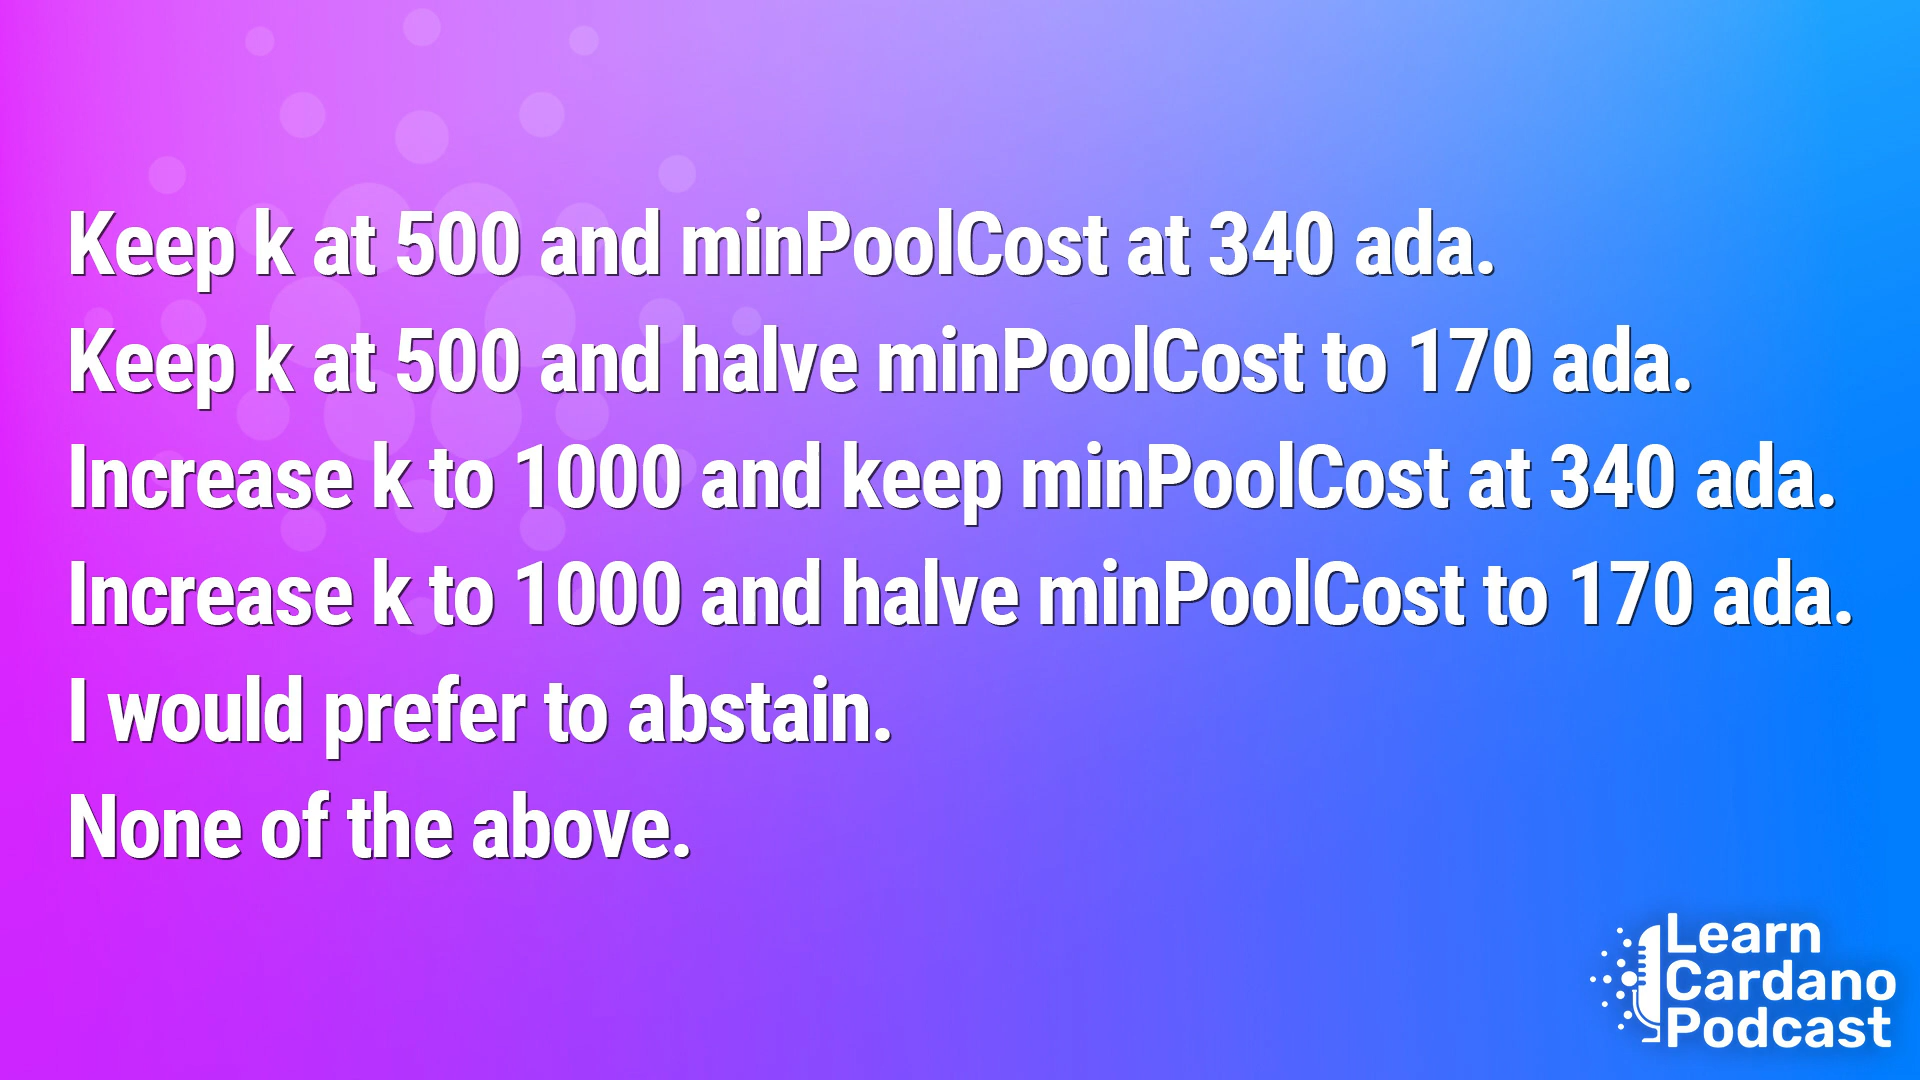 Keep k at 500 and minPoolCost at 340 ada.
Keep k at 500 and halve minPoolCost to 170 ada.
Increase k to 1000 and keep minPoolCost at 340 ada.
Increase k to 1000 and halve minPoolCost to 170 ada.
I would prefer to abstain.
None of the above.
Learn
Cardano
Podcast